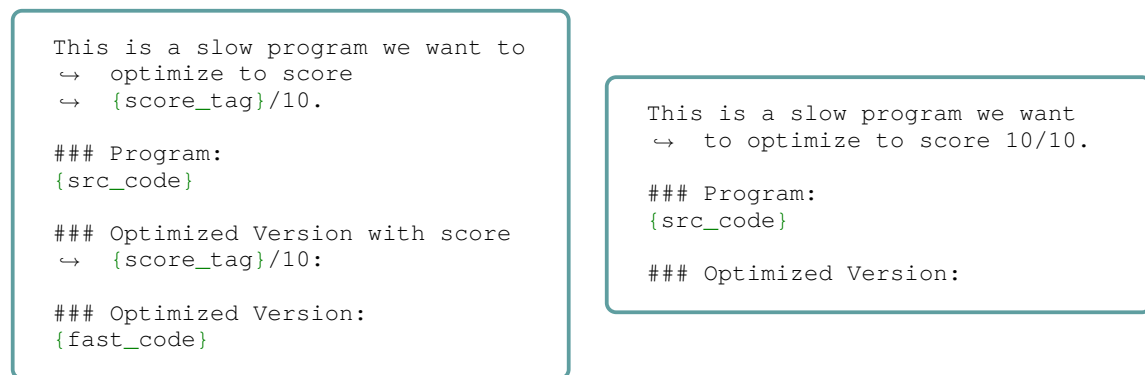 This is a slow program we want to
↪ optimize to score
↪ {score_tag}/10.
### Program:
{src_code}
### Optimized Version with score
↪ {score_tag}/10:
### Optimized Version:
{fast_code}
This is a slow program we want
↪ to optimize to score 10/10.
### Program:
{src_code}
### Optimized Version: